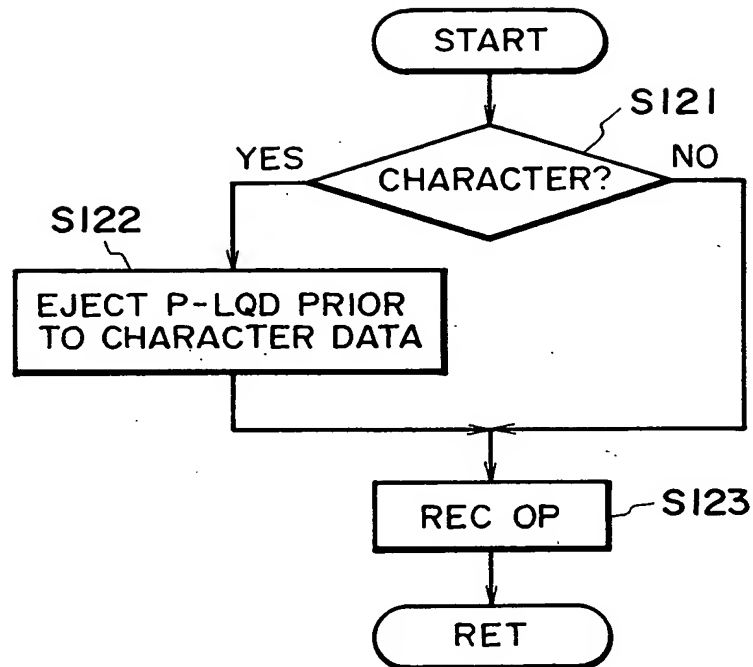 START
S121
YES
NO
CHARACTER?
S122
EJECT P-LQD PRIOR
TO CHARACTER DATA
REC OP
S123
RET